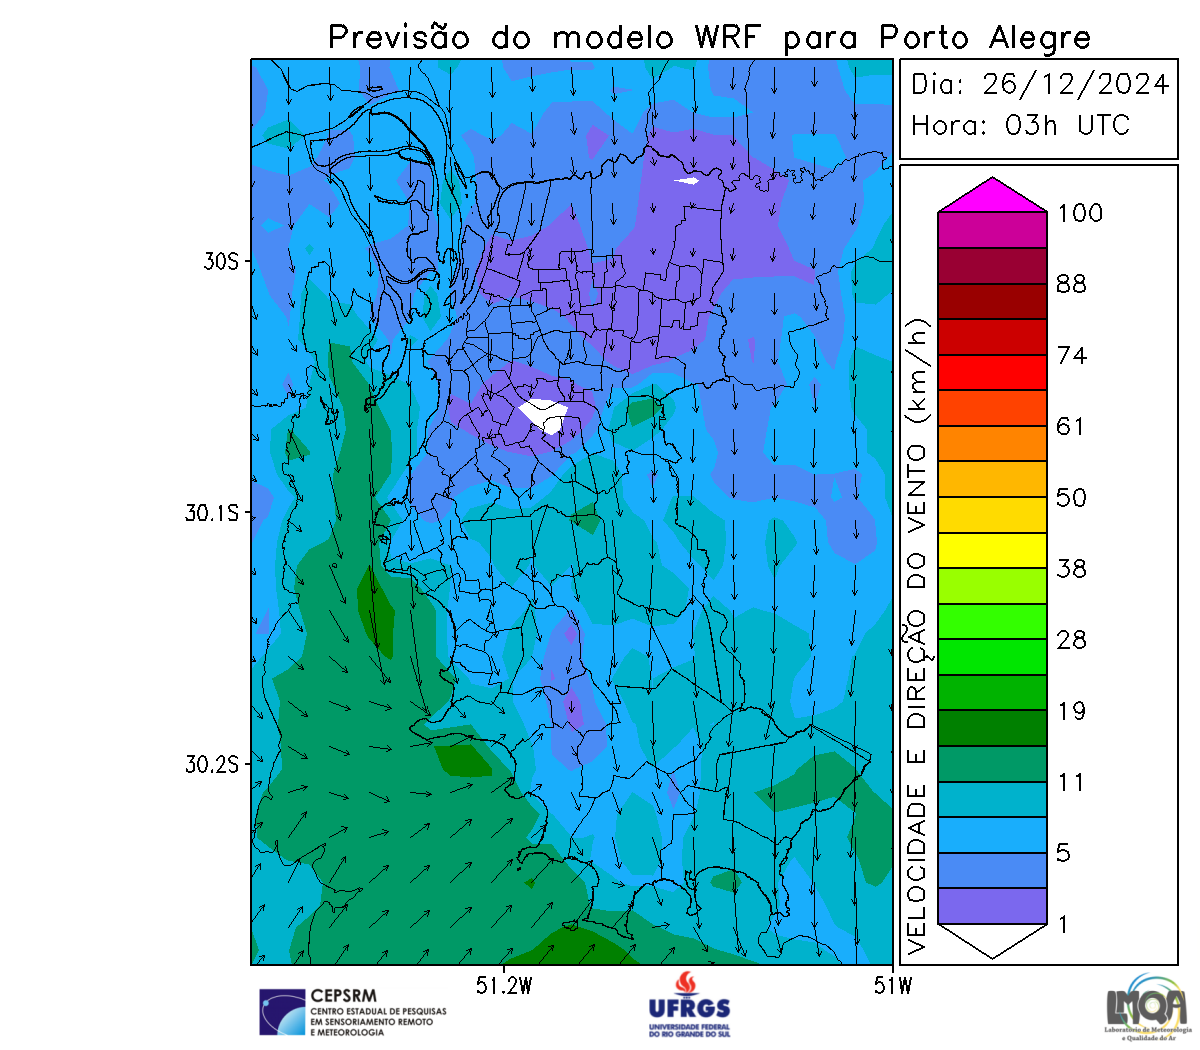 Previsão do modelo WRF para Porto Alegre
Dia: 26/12/2024
Hora: 03h UTC
VELOCIDADE E DIREÇÃO DO VENTO (km/h)
100
88
74
61
50
38
28
19
11
5
1
30S
30.1S
30.2S
51.2W
51W
CEPSRM
CENTRO ESTADUAL DE PESQUISAS
EM SENSORIAMENTO REMOTO
E METEOROLOGIA
UFRGS
UNIVERSIDADE FEDERAL
DO RIO GRANDE DO SUL
LMQA
Laboratório de Meteorologia
e Qualidade do Ar